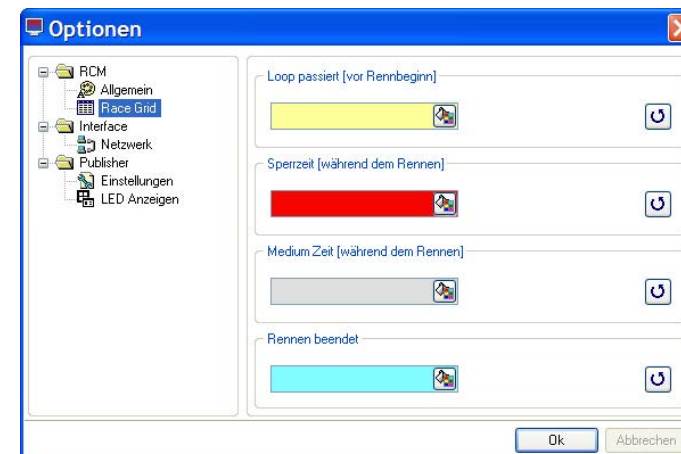 Optionen
RCM
Allgemein
Race Grid
Interface
Netzwerk
Publisher
Einstellungen
LED Anzeigen
Loop passiert [vor Rennbeginn]
Sperrzeit [während dem Rennen]
Medium Zeit [während dem Rennen]
Rennen beendet
Ok
Abbrechen